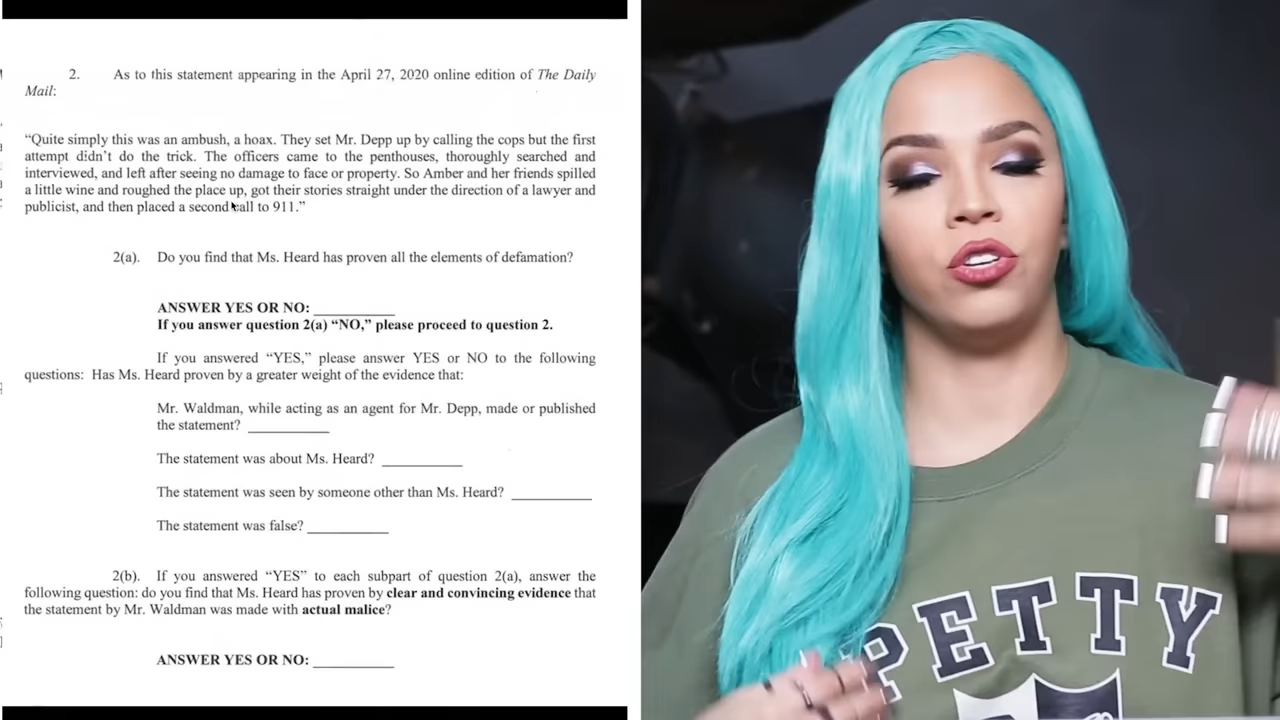 2. As to this statement appearing in the April 27, 2020 online edition of The Daily
Mail:
“Quite simply this was an ambush, a hoax. They set Mr. Depp up by calling the cops but the first
attempt didn’t do the trick. The officers came to the penthouses, thoroughly searched and
interviewed, and left after seeing no damage to face or property. So Amber and her friends spilled
a little wine and roughed the place up, got their stories straight under the direction of a lawyer and
publicist, and then placed a second call to 911.”
2(a). Do you find that Ms. Heard has proven all the elements of defamation?
ANSWER YES OR NO: __________
If you answer question 2(a) “NO,” please proceed to question 2.
If you answered “YES,” please answer YES or NO to the following
questions: Has Ms. Heard proven by a greater weight of the evidence that:
Mr. Waldman, while acting as an agent for Mr. Depp, made or published
the statement? __________
The statement was about Ms. Heard? __________
The statement was seen by someone other than Ms. Heard? __________
The statement was false? __________
2(b). If you answered “YES” to each subpart of question 2(a), answer the
following question: do you find that Ms. Heard has proven by clear and convincing evidence that
the statement by Mr. Waldman was made with actual malice?
ANSWER YES OR NO: __________
PETTY